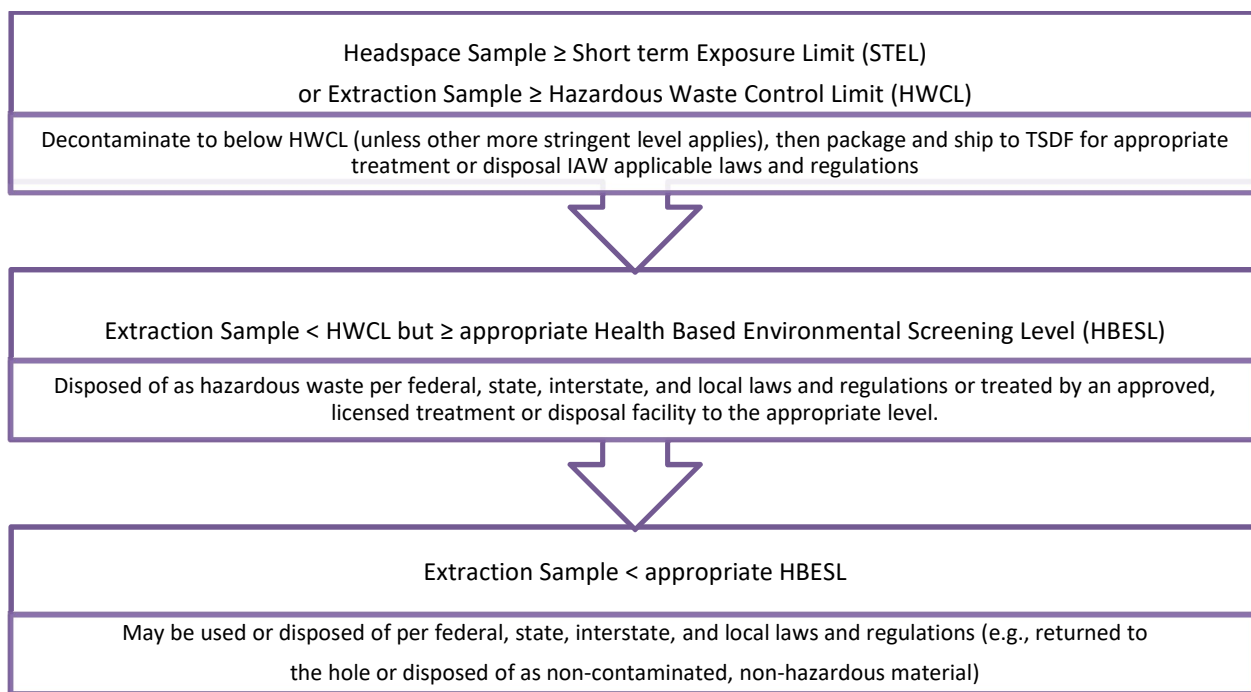 Headspace Sample ≥ Short term Exposure Limit (STEL)
or Extraction Sample ≥ Hazardous Waste Control Limit (HWCL)
Decontaminate to below HWCL (unless other more stringent level applies), then package and ship to TSDF for appropriate
treatment or disposal IAW applicable laws and regulations
Extraction Sample < HWCL but ≥ appropriate Health Based Environmental Screening Level (HBESL)
Disposed of as hazardous waste per federal, state, interstate, and local laws and regulations or treated by an approved,
licensed treatment or disposal facility to the appropriate level.
Extraction Sample < appropriate HBESL
May be used or disposed of per federal, state, interstate, and local laws and regulations (e.g., returned to
the hole or disposed of as non-contaminated, non-hazardous material)